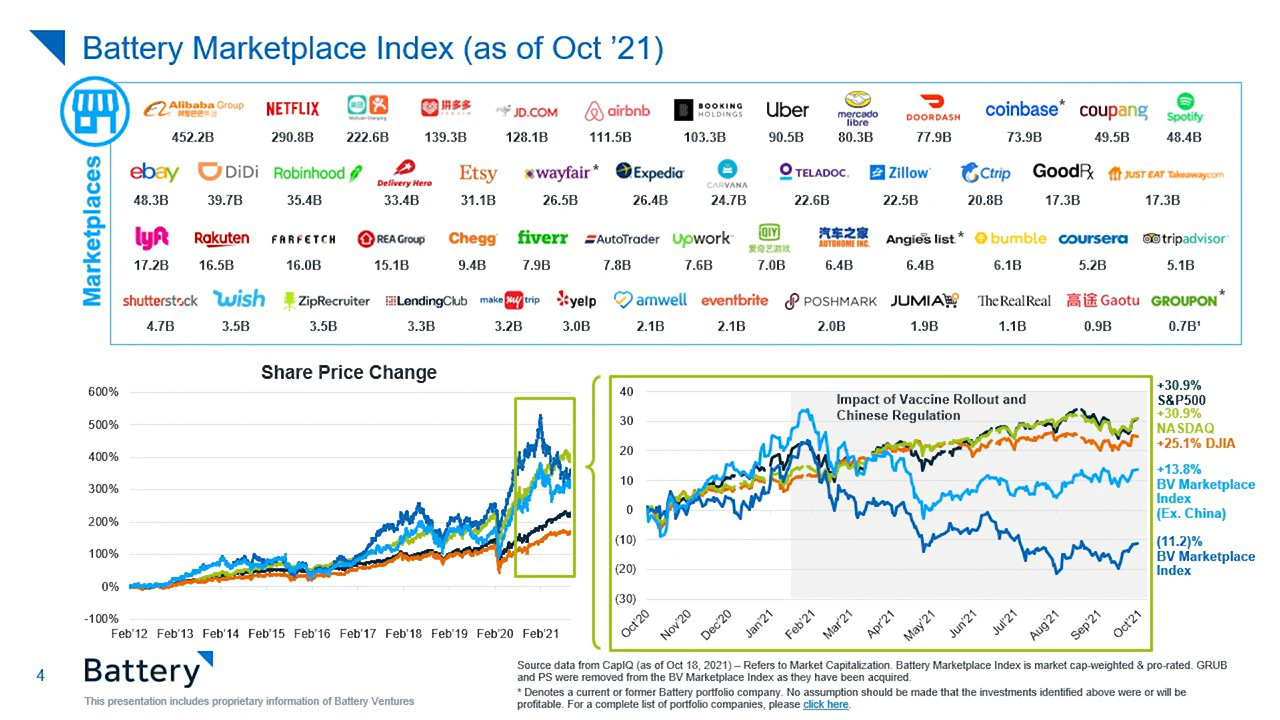 Battery Marketplace Index (as of Oct '21)
Marketplaces
Alibaba Group NETFLIX 拼多多 JD.COM airbnb BOOKING HOLDINGS Uber mercado libre DOORDASH coinbase* coupang Spotify
452.2B 290.8B 222.6B 139.3B 128.1B 111.5B 103.3B 90.5B 80.3B 77.9B 73.9B 49.5B 48.4B
ebay DiDi Robinhood Delivery Hero Etsy wayfair* Expedia CARVANA TELADOC. Zillow Ctrip GoodRx JUST EAT Takeaway.com
48.3B 39.7B 35.4B 33.4B 31.1B 26.5B 26.4B 24.7B 22.6B 22.5B 20.8B 17.3B 17.3B
lyft Rakuten FARFETCH REA Group Chegg fiverr AutoTrader Upwork QIY 爱奇艺游戏 汽车之家 AUTOHOME INC. Angie's list.* bumble coursera tripadvisor
17.2B 16.5B 16.0B 15.1B 9.4B 7.9B 7.8B 7.6B 7.0B 6.4B 6.4B 6.1B 5.2B 5.1B
shutterstock wish ZipRecruiter LendingClub make my trip yelp amwell eventbrite POSHMARK JUMIA TheRealReal 高途 Gaotu GROUPON*
4.7B 3.5B 3.5B 3.3B 3.2B 3.0B 2.1B 2.1B 2.0B 1.9B 1.1B 0.9B 0.7B¹
Share Price Change
600%
500%
400%
300%
200%
100%
0%
-100%
Feb'12 Feb'13 Feb'14 Feb'15 Feb'16 Feb'17 Feb'18 Feb'19 Feb'20 Feb'21
Impact of Vaccine Rollout and
Chinese Regulation
40
30
20
10
0
(10)
(20)
(30)
Oct'20 Nov'20 Dec'20 Jan'21 Feb'21 Mar'21 Apr'21 May'21 Jun'21 Jul'21 Aug'21 Sep'21 Oct'21
+30.9%
S&P500
+30.9%
NASDAQ
+25.1% DJIA
+13.8%
BV Marketplace
Index
(Ex. China)
(11.2)%
BV Marketplace
Index
4
Battery
This presentation includes proprietary information of Battery Ventures
Source data from CapIQ (as of Oct 18, 2021) – Refers to Market Capitalization. Battery Marketplace Index is market cap-weighted & pro-rated. GRUB
and PS were removed from the BV Marketplace Index as they have been acquired.
* Denotes a current or former Battery portfolio company. No assumption should be made that the investments identified above were or will be
profitable. For a complete list of portfolio companies, please click here.